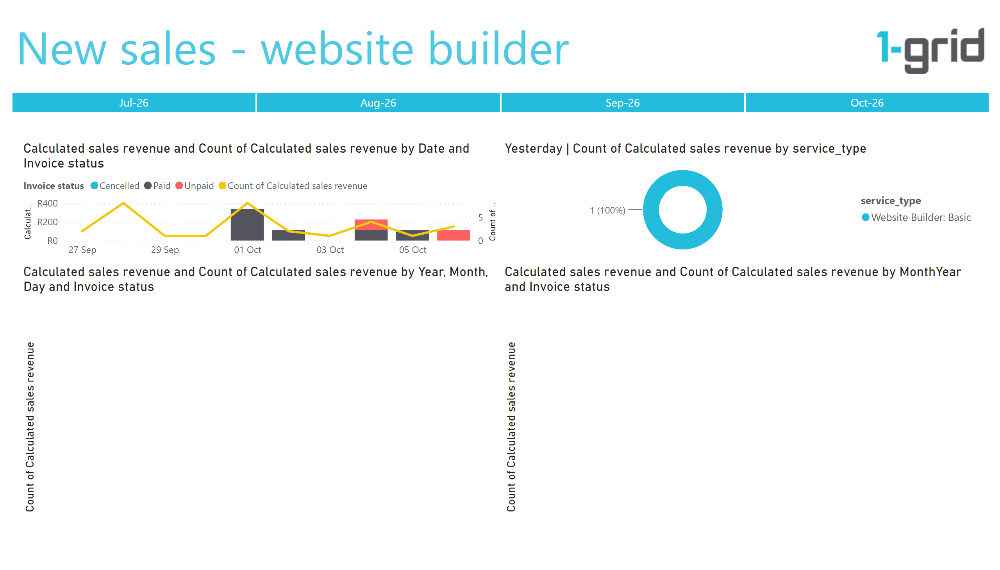 New sales - website builder
1-grid
Jul-26
Aug-26
Sep-26
Oct-26
Calculated sales revenue and Count of Calculated sales revenue by Date and
Invoice status
Invoice status Cancelled Paid Unpaid Count of Calculated sales revenue
Calculat...
R400
R200
R0
5
0
Count of ...
27 Sep
29 Sep
01 Oct
03 Oct
05 Oct
Yesterday | Count of Calculated sales revenue by service_type
1 (100%)
service_type
Website Builder: Basic
Calculated sales revenue and Count of Calculated sales revenue by Year, Month,
Day and Invoice status
Count of Calculated sales revenue
Calculated sales revenue and Count of Calculated sales revenue by MonthYear
and Invoice status
Count of Calculated sales revenue